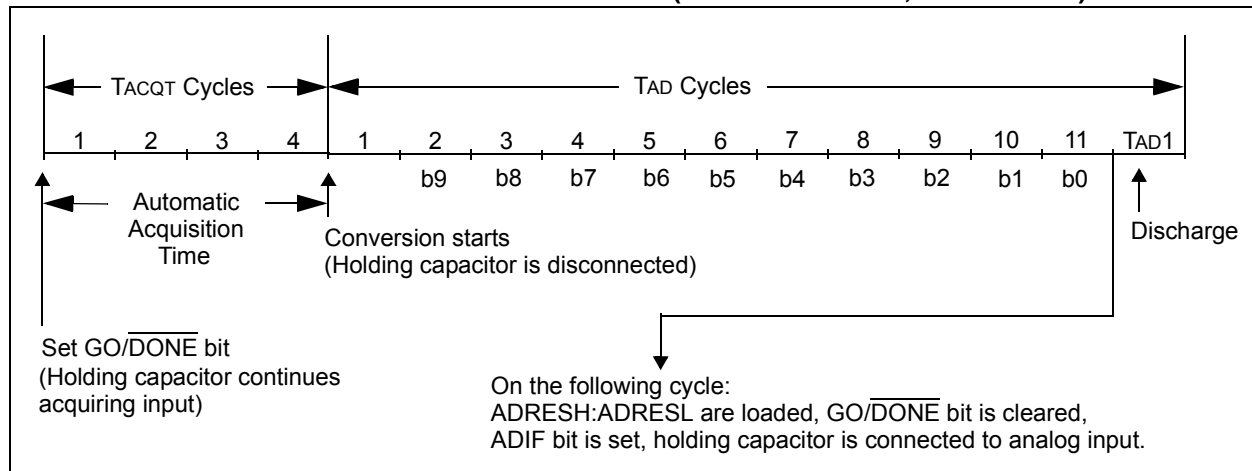 TACQT Cycles
TAD Cycles
1 2 3 4 1 2 3 4 5 6 7 8 9 10 11 TAD1
b9 b8 b7 b6 b5 b4 b3 b2 b1 b0
Automatic
Acquisition
Time
Conversion starts
(Holding capacitor is disconnected)
Discharge
Set GO/DONE bit
(Holding capacitor continues
acquiring input)
On the following cycle:
ADRESH:ADRESL are loaded, GO/DONE bit is cleared,
ADIF bit is set, holding capacitor is connected to analog input.